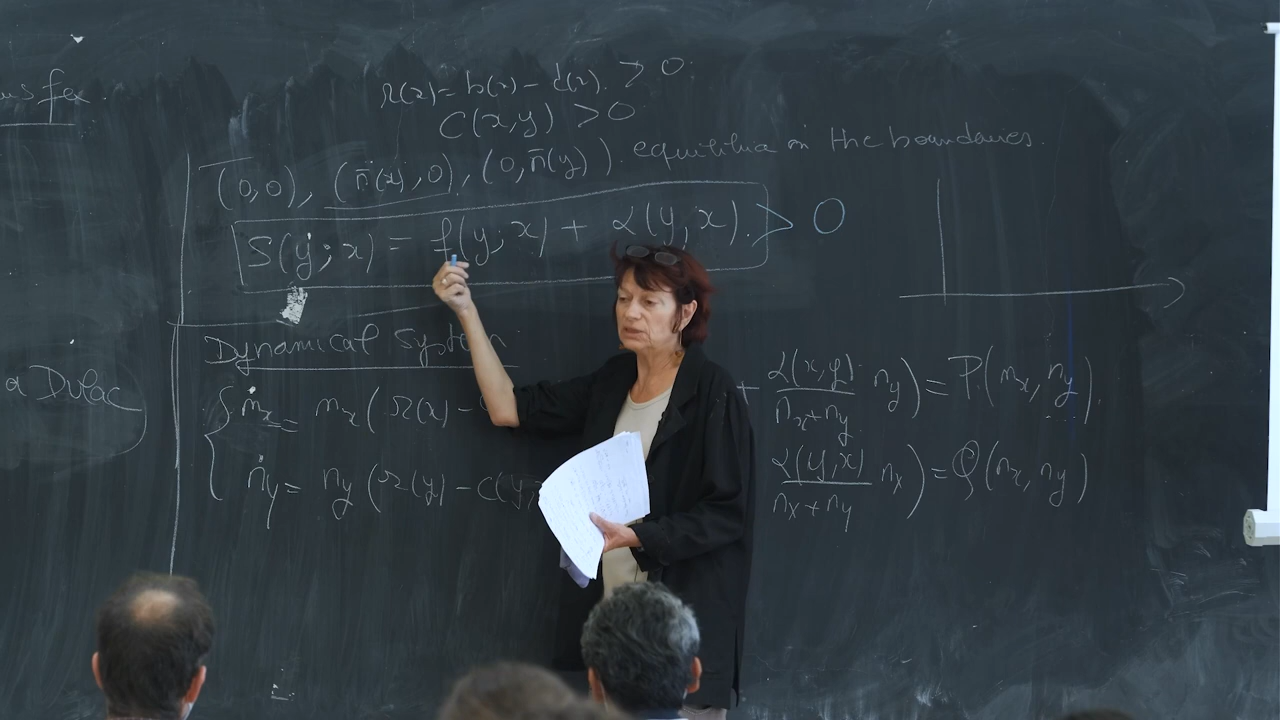 r(x) = b(x) - d(x). > 0.
C(x,y) > 0
(0,0), (n̄(x), 0), (0, n̄(y)). equilibria on the boundaries.
S(y; x) = f(y; x) + α(y, x). > 0
Dynamical System
ṅx = nx (r(x) - + α(x,y)/(nx+ny) ny) = P(nx, ny).
ṅy = ny (r(y) - C(y, α(y,x)/(nx+ny) nx) = Q(nx, ny)
a Dulac